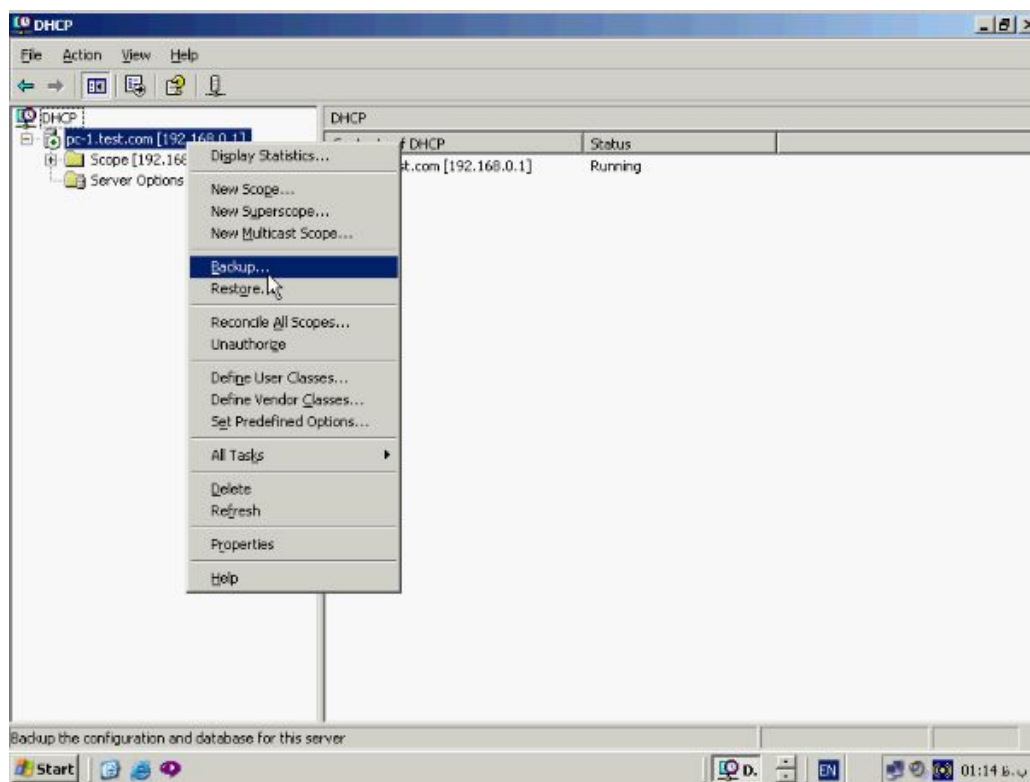 DHCP
File Action View Help
DHCP
DHCP
pc-1.test.com [192.168.0.1]
f DHCP
Status
Scope [192.168
st.com [192.168.0.1]
Running
Server Options
Display Statistics...
New Scope...
New Superscope...
New Multicast Scope...
Backup...
Restore...
Reconcile All Scopes...
Unauthorize
Define User Classes...
Define Vendor Classes...
Set Predefined Options...
All Tasks
Delete
Refresh
Properties
Help
Backup the configuration and database for this server
Start
D.
EN
01:14 ب.ظ